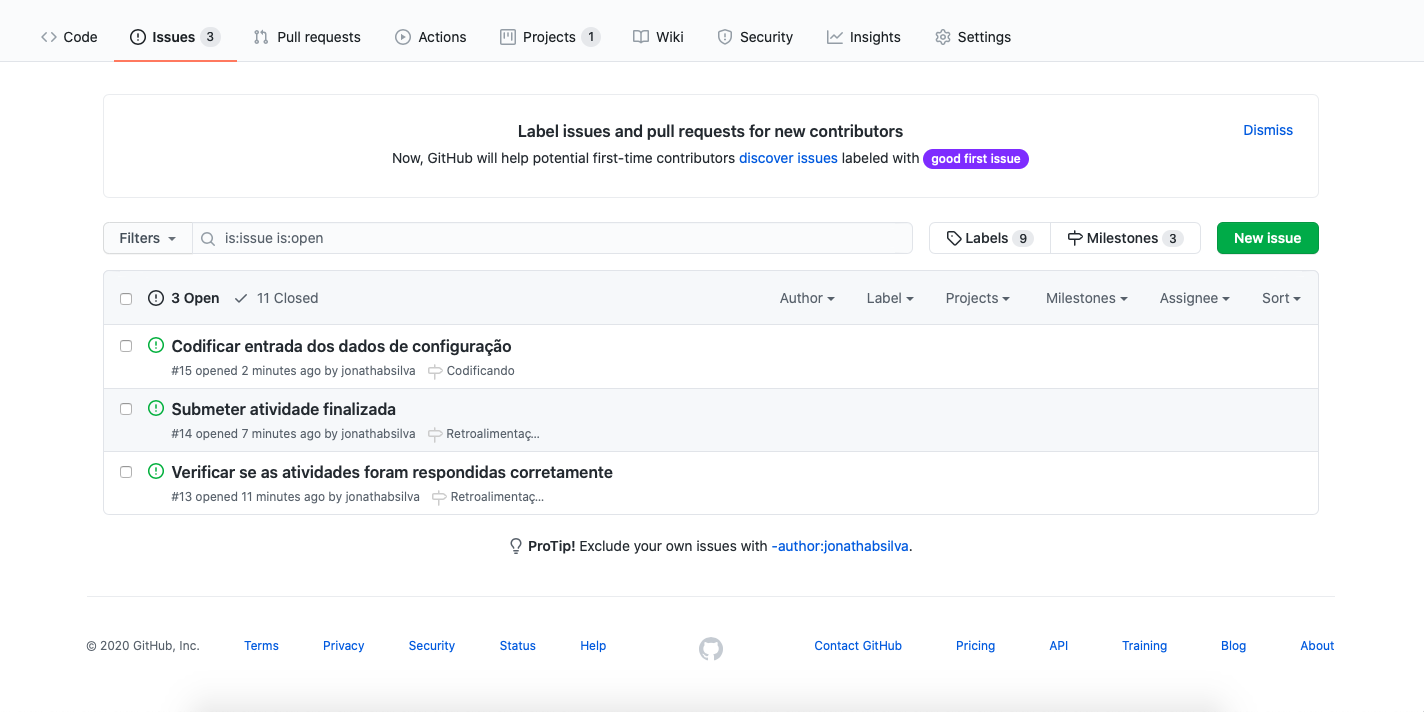 Code Issues 3 Pull requests Actions Projects 1 Wiki Security Insights Settings
Label issues and pull requests for new contributors
Dismiss
Now, GitHub will help potential first-time contributors discover issues labeled with good first issue
Filters is:issue is:open Labels 9 Milestones 3 New issue
3 Open 11 Closed Author Label Projects Milestones Assignee Sort
Codificar entrada dos dados de configuração
#15 opened 2 minutes ago by jonathabsilva Codificando
Submeter atividade finalizada
#14 opened 7 minutes ago by jonathabsilva Retroalimentaç...
Verificar se as atividades foram respondidas corretamente
#13 opened 11 minutes ago by jonathabsilva Retroalimentaç...
ProTip! Exclude your own issues with -author:jonathabsilva.
© 2020 GitHub, Inc. Terms Privacy Security Status Help Contact GitHub Pricing API Training Blog About